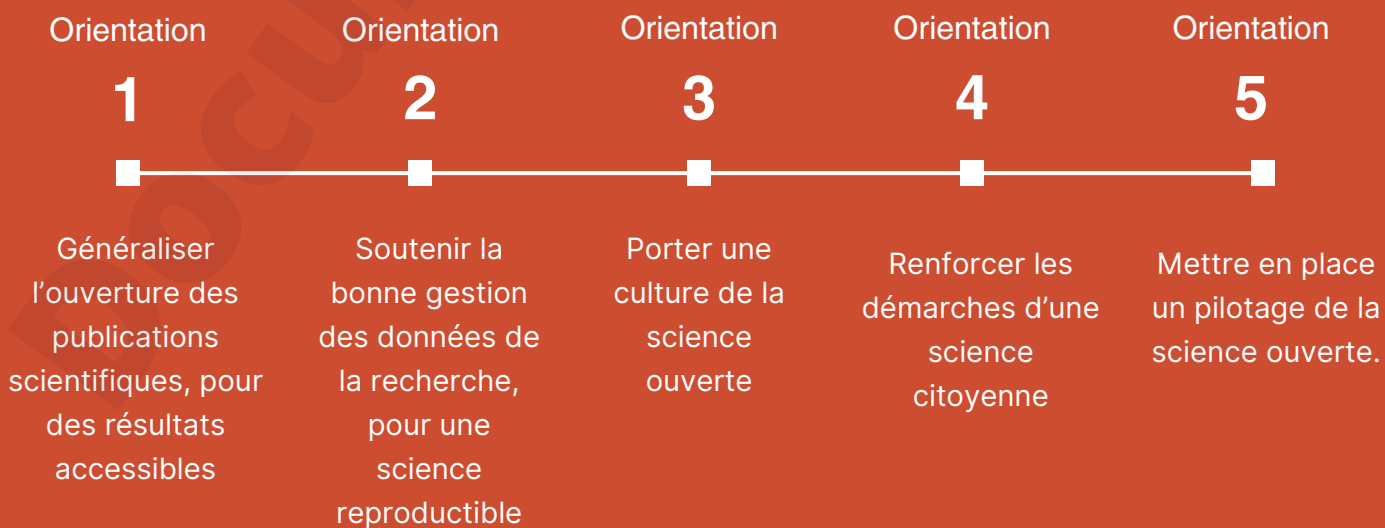 Orientation
1
Généraliser
l’ouverture des
publications
scientifiques, pour
des résultats
accessibles
Orientation
2
Soutenir la
bonne gestion
des données de
la recherche,
pour une
science
reproductible
Orientation
3
Porter une
culture de la
science
ouverte
Orientation
4
Renforcer les
démarches d’une
science
citoyenne
Orientation
5
Mettre en place
un pilotage de la
science ouverte.